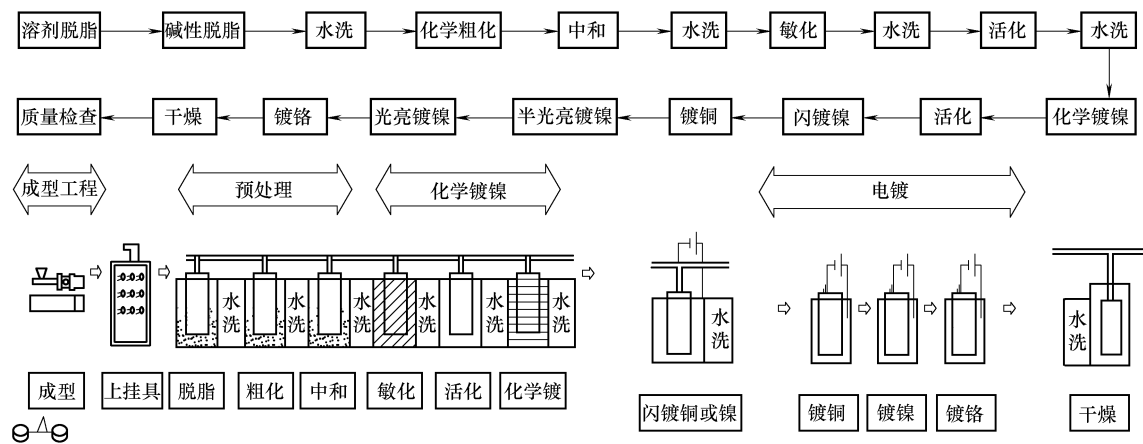 溶剂脱脂 碱性脱脂 水洗 化学粗化 中和 水洗 敏化 水洗 活化 水洗
质量检查 干燥 镀铬 光亮镀镍 半光亮镀镍 镀铜 闪镀镍 活化 化学镀镍
成型工程 预处理 化学镀镍 电镀
水洗 水洗 水洗 水洗 水洗 水洗 水洗 水洗
成型 上挂具 脱脂 粗化 中和 敏化 活化 化学镀 闪镀铜或镍 镀铜 镀镍 镀铬 干燥